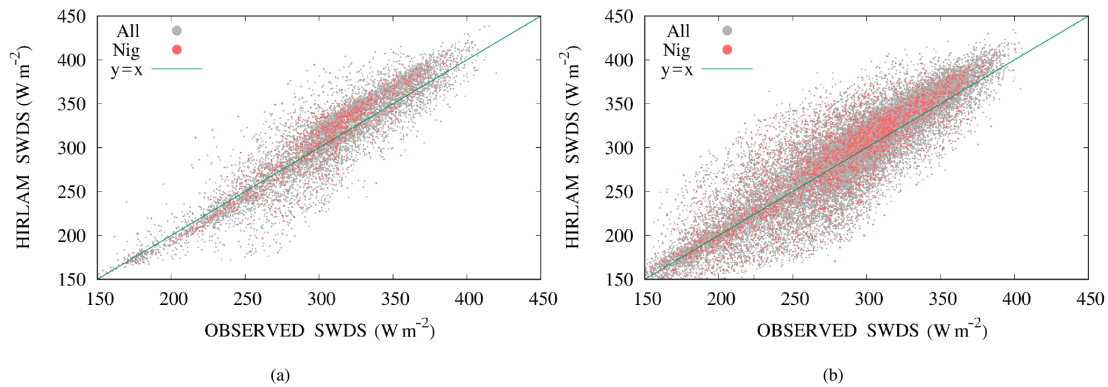 450
400
350
300
250
200
150
HIRLAM SWDS (W m⁻²)
All
Nig
y=x
150 200 250 300 350 400 450
OBSERVED SWDS (W m⁻²)
(a)
450
400
350
300
250
200
150
HIRLAM SWDS (W m⁻²)
All
Nig
y=x
150 200 250 300 350 400 450
OBSERVED SWDS (W m⁻²)
(b)